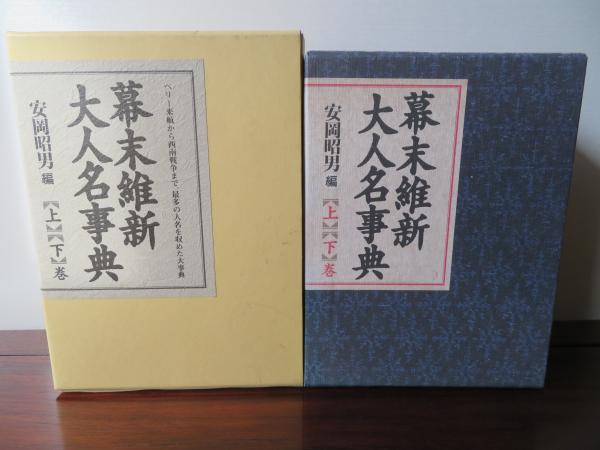 ペリー来航から西南戦争まで、最多の人名を収めた大事典
幕末維新
大人名事典
安岡昭男 編
【上】【下】巻
幕末維新
大人名事典
安岡昭男 編
【上】【下】巻